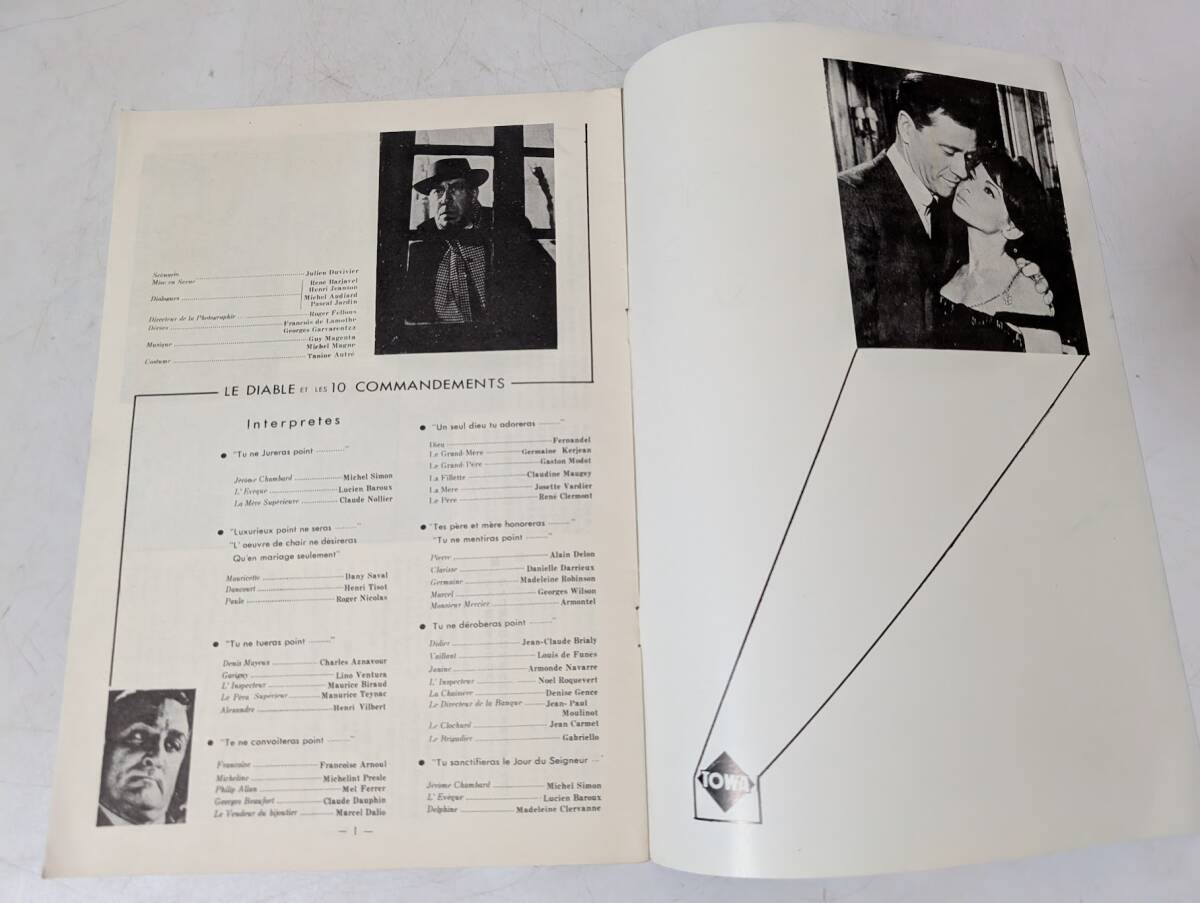 Scénario ........ Julien Duvivier
Mise en Scene ........ René Barjavel
Henri Jeanson
Dialogues ........ Michel Audiard
Pascal Jardin
Directeur de la Photographie ........ Roger Fellous
Décors ........ Francois de Lamothe
Georges Garvarentzz
Musique ........ Guy Magenta
Michel Magne
Costume ........ Tanine Autré
LE DIABLE ET LES 10 COMMANDEMENTS
Interpretes
● "Tu ne Jureras point ........"
Jérome Chambard ........ Michel Simon
L' Eveque ........ Lucien Baroux
La Mère Supérieure ........ Claude Nollier
● "Luxurieux point ne seras ........"
"L' oeuvre de chair ne désireras
Qu'en mariage seulement"
Mauricette ........ Dany Saval
Dancourt ........ Henri Tisot
Paule ........ Roger Nicolas
● "Tu ne tueras point ........"
Denis Mayeux ........ Charles Aznavour
Garigny ........ Lino Ventura
L' Inspecteur ........ Maurice Biraud
Le Père Supérieur ........ Manurice Teynac
Alexandre ........ Henri Vilbert
● "Te ne convoiteras point ........"
Francoise ........ Francoise Arnoul
Micheline ........ Michelint Presle
Philip Allan ........ Mel Ferrer
Georges Beaufort ........ Claude Dauphin
Le Vendeur du bijoutier ........ Marcel Dalio
● "Un seul dieu tu adoreras ........"
Dieu ........ Fernandel
Le Grand-Mère ........ Germaine Kerjean
Le Grand-Père ........ Gaston Modot
La Fillette ........ Claudine Maugey
La Mère ........ Josette Vardier
Le Père ........ René Clermont
● "Tes père et mère honoreras ........"
"Tu ne mentiras point ........"
Pierre ........ Alain Delon
Clarisse ........ Danielle Darrieux
Germaine ........ Madeleine Robinson
Marcel ........ Georges Wilson
Monsieur Mercier ........ Armontel
● Tu ne déroberas point ........"
Didier ........ Jean-Claude Brialy
Vaillant ........ Louis de Funès
Janine ........ Armonde Navarre
L' Inspecteur ........ Noel Roquevert
La Chaisière ........ Denise Gence
Le Directeur de la Banque ........ Jean-Paul
Moulinot
Le Clochard ........ Jean Carmet
Le Brigadier ........ Gabriello
● "Tu sanctifieras le Jour du Seigneur ..."
Jérome Chambard ........ Michel Simon
L' Evèque ........ Lucien Baroux
Delphine ........ Madeleine Clervanne
— 1 —
TOWA